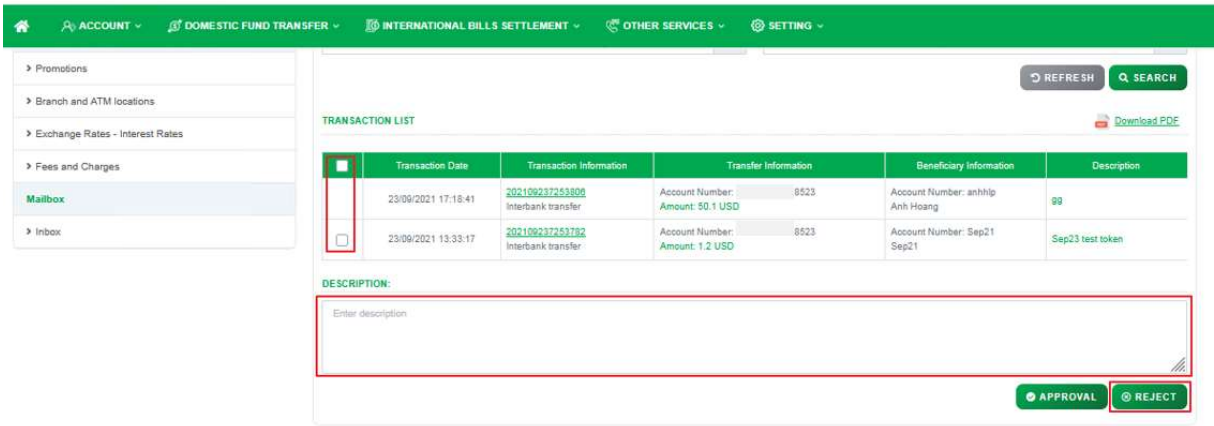 ACCOUNT
DOMESTIC FUND TRANSFER
INTERNATIONAL BILLS SETTLEMENT
OTHER SERVICES
SETTING
Promotions
Branch and ATM locations
Exchange Rates - Interest Rates
Fees and Charges
Mailbox
Inbox
REFRESH
SEARCH
TRANSACTION LIST
Download PDF
Transaction Date
Transaction Information
Transfer Information
Beneficiary Information
Description
23/09/2021 17:18:41
202109237253806
Interbank transfer
Account Number: 8523
Amount: 50.1 USD
Account Number: anhhlp
Anh Hoang
gg
23/09/2021 13:33:17
202109237253792
Interbank transfer
Account Number: 8523
Amount: 1.2 USD
Account Number: Sep21
Sep21
Sep23 test token
DESCRIPTION:
Enter description
APPROVAL
REJECT